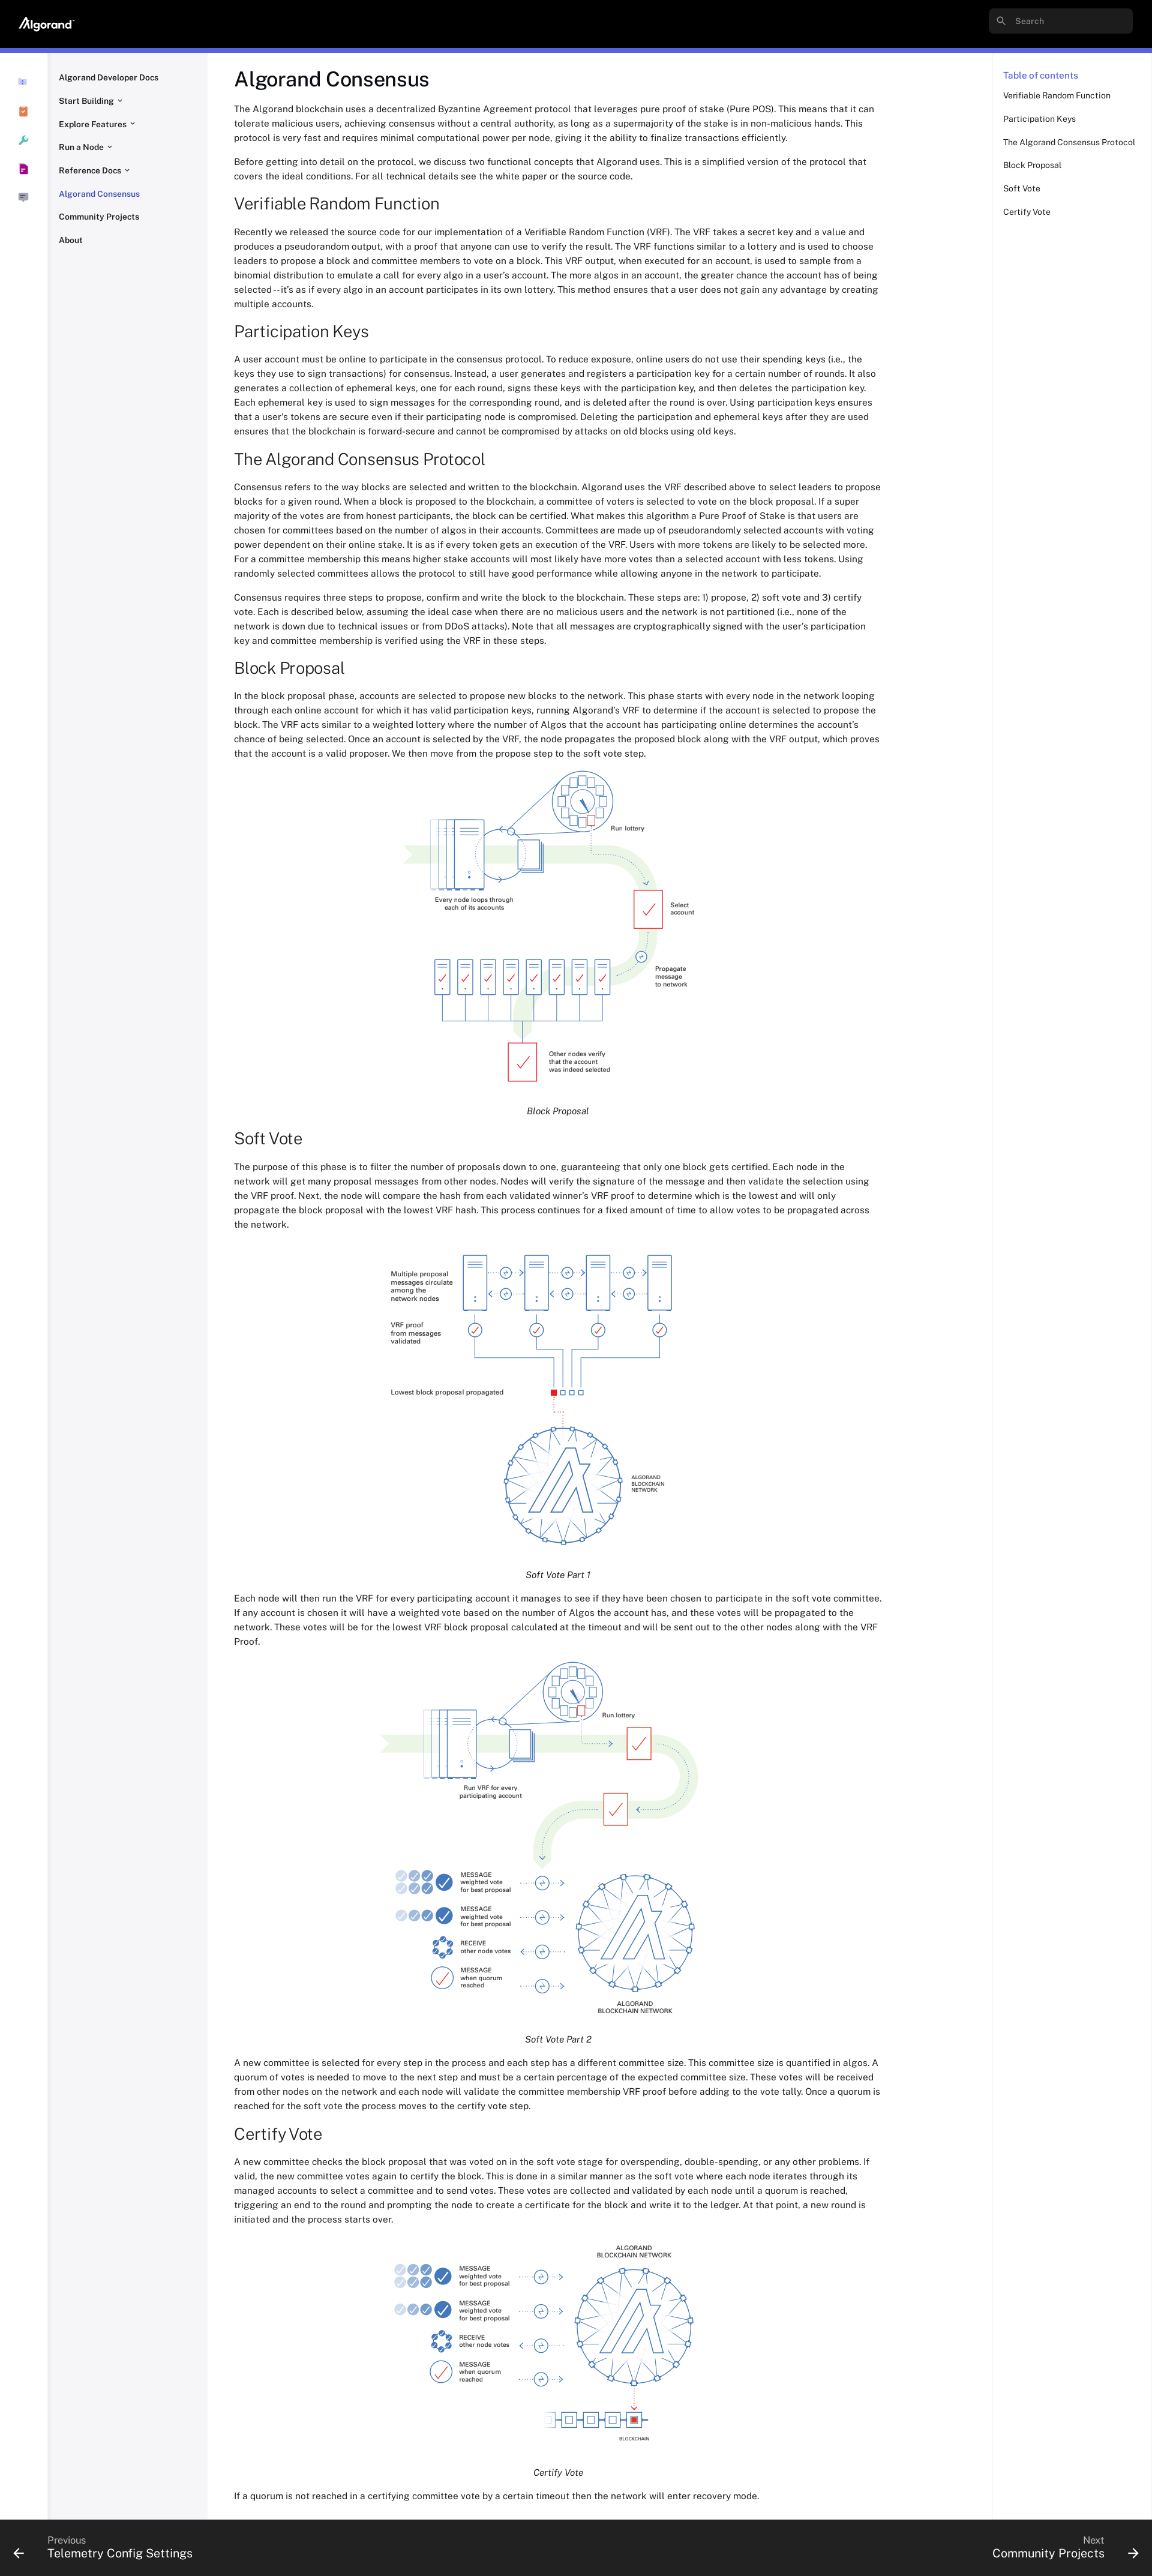 Algorand
Search
Algorand Developer Docs
Start Building
Explore Features
Run a Node
Reference Docs
Algorand Consensus
Community Projects
About
Algorand Consensus
The Algorand blockchain uses a decentralized Byzantine Agreement protocol that leverages pure proof of stake (Pure POS). This means that it can
tolerate malicious users, achieving consensus without a central authority, as long as a supermajority of the stake is in non-malicious hands. This
protocol is very fast and requires minimal computational power per node, giving it the ability to finalize transactions efficiently.
Before getting into detail on the protocol, we discuss two functional concepts that Algorand uses. This is a simplified version of the protocol that
covers the ideal conditions. For all technical details see the white paper or the source code.
Verifiable Random Function
Recently we released the source code for our implementation of a Verifiable Random Function (VRF). The VRF takes a secret key and a value and
produces a pseudorandom output, with a proof that anyone can use to verify the result. The VRF functions similar to a lottery and is used to choose
leaders to propose a block and committee members to vote on a block. This VRF output, when executed for an account, is used to sample from a
binomial distribution to emulate a call for every algo in a user's account. The more algos in an account, the greater chance the account has of being
selected -- it's as if every algo in an account participates in its own lottery. This method ensures that a user does not gain any advantage by creating
multiple accounts.
Participation Keys
A user account must be online to participate in the consensus protocol. To reduce exposure, online users do not use their spending keys (i.e., the
keys they use to sign transactions) for consensus. Instead, a user generates and registers a participation key for a certain number of rounds. It also
generates a collection of ephemeral keys, one for each round, signs these keys with the participation key, and then deletes the participation key.
Each ephemeral key is used to sign messages for the corresponding round, and is deleted after the round is over. Using participation keys ensures
that a user's tokens are secure even if their participating node is compromised. Deleting the participation and ephemeral keys after they are used
ensures that the blockchain is forward-secure and cannot be compromised by attacks on old blocks using old keys.
The Algorand Consensus Protocol
Consensus refers to the way blocks are selected and written to the blockchain. Algorand uses the VRF described above to select leaders to propose
blocks for a given round. When a block is proposed to the blockchain, a committee of voters is selected to vote on the block proposal. If a super
majority of the votes are from honest participants, the block can be certified. What makes this algorithm a Pure Proof of Stake is that users are
chosen for committees based on the number of algos in their accounts. Committees are made up of pseudorandomly selected accounts with voting
power dependent on their online stake. It is as if every token gets an execution of the VRF. Users with more tokens are likely to be selected more.
For a committee membership this means higher stake accounts will most likely have more votes than a selected account with less tokens. Using
randomly selected committees allows the protocol to still have good performance while allowing anyone in the network to participate.
Consensus requires three steps to propose, confirm and write the block to the blockchain. These steps are: 1) propose, 2) soft vote and 3) certify
vote. Each is described below, assuming the ideal case when there are no malicious users and the network is not partitioned (i.e., none of the
network is down due to technical issues or from DDoS attacks). Note that all messages are cryptographically signed with the user's participation
key and committee membership is verified using the VRF in these steps.
Block Proposal
In the block proposal phase, accounts are selected to propose new blocks to the network. This phase starts with every node in the network looping
through each online account for which it has valid participation keys, running Algorand's VRF to determine if the account is selected to propose the
block. The VRF acts similar to a weighted lottery where the number of Algos that the account has participating online determines the account's
chance of being selected. Once an account is selected by the VRF, the node propagates the proposed block along with the VRF output, which proves
that the account is a valid proposer. We then move from the propose step to the soft vote step.
Run lottery
Every node loops through
each of its accounts
Select
account
Propagate
message
to network
Other nodes verify
that the account
was indeed selected
Block Proposal
Soft Vote
The purpose of this phase is to filter the number of proposals down to one, guaranteeing that only one block gets certified. Each node in the
network will get many proposal messages from other nodes. Nodes will verify the signature of the message and then validate the selection using
the VRF proof. Next, the node will compare the hash from each validated winner's VRF proof to determine which is the lowest and will only
propagate the block proposal with the lowest VRF hash. This process continues for a fixed amount of time to allow votes to be propagated across
the network.
Multiple proposal
messages circulate
among the
network nodes
VRF proof
from messages
validated
Lowest block proposal propagated
ALGORAND
BLOCKCHAIN
NETWORK
Soft Vote Part 1
Each node will then run the VRF for every participating account it manages to see if they have been chosen to participate in the soft vote committee.
If any account is chosen it will have a weighted vote based on the number of Algos the account has, and these votes will be propagated to the
network. These votes will be for the lowest VRF block proposal calculated at the timeout and will be sent out to the other nodes along with the VRF
Proof.
Run lottery
Run VRF for every
participating account
MESSAGE
weighted vote
for best proposal
MESSAGE
weighted vote
for best proposal
RECEIVE
other node votes
MESSAGE
when quorum
reached
ALGORAND
BLOCKCHAIN NETWORK
Soft Vote Part 2
A new committee is selected for every step in the process and each step has a different committee size. This committee size is quantified in algos. A
quorum of votes is needed to move to the next step and must be a certain percentage of the expected committee size. These votes will be received
from other nodes on the network and each node will validate the committee membership VRF proof before adding to the vote tally. Once a quorum is
reached for the soft vote the process moves to the certify vote step.
Certify Vote
A new committee checks the block proposal that was voted on in the soft vote stage for overspending, double-spending, or any other problems. If
valid, the new committee votes again to certify the block. This is done in a similar manner as the soft vote where each node iterates through its
managed accounts to select a committee and to send votes. These votes are collected and validated by each node until a quorum is reached,
triggering an end to the round and prompting the node to create a certificate for the block and write it to the ledger. At that point, a new round is
initiated and the process starts over.
ALGORAND
BLOCKCHAIN NETWORK
MESSAGE
weighted vote
for best proposal
MESSAGE
weighted vote
for best proposal
RECEIVE
other node votes
MESSAGE
when quorum
reached
BLOCKCHAIN
Certify Vote
If a quorum is not reached in a certifying committee vote by a certain timeout then the network will enter recovery mode.
Table of contents
Verifiable Random Function
Participation Keys
The Algorand Consensus Protocol
Block Proposal
Soft Vote
Certify Vote
Previous
Telemetry Config Settings
Next
Community Projects